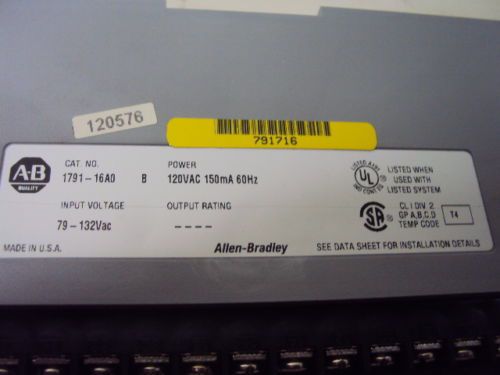 120576
791716
A-B
QUALITY
CAT. NO.
1791-16A0 B
POWER
120VAC 150mA 60Hz
INPUT VOLTAGE
79-132Vac
OUTPUT RATING
----
MADE IN U.S.A.
Allen-Bradley
UL
LISTED WHEN
USED WITH
LISTED SYSTEM
CL I DIV. 2
GP A,B,C,D
TEMP CODE T4
SEE DATA SHEET FOR INSTALLATION DETAILS